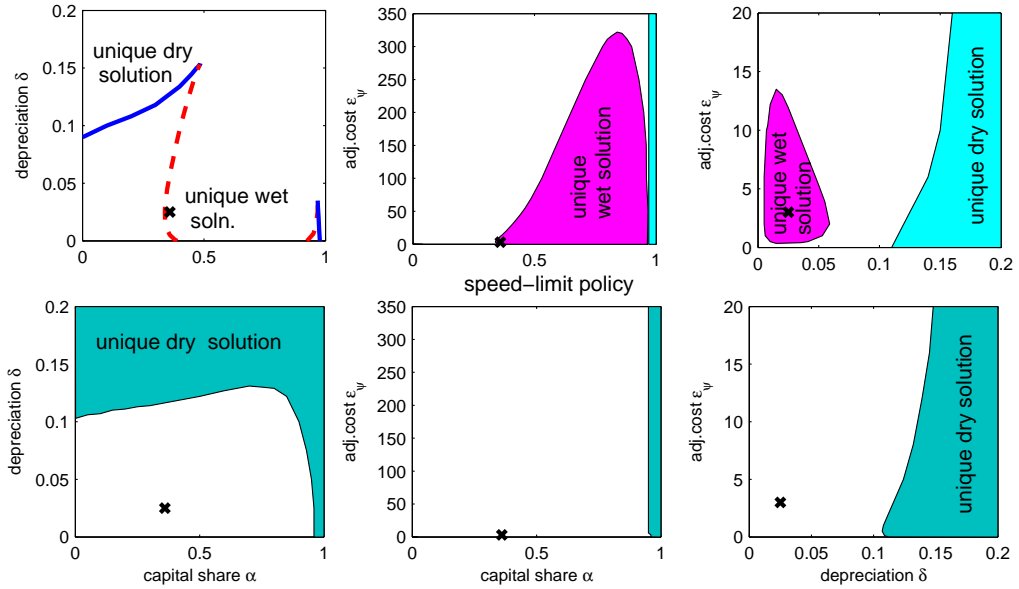 0.2
0.15
0.1
0.05
0
depreciation δ
unique dry
solution
unique wet
soln.
0
0.5
1
350
300
250
200
150
100
50
0
adj.cost εψ
unique
wet solution
0
0.5
1
20
15
10
5
0
adj.cost εψ
unique wet
solution
unique dry solution
0
0.05
0.1
0.15
0.2
speed−limit policy
0.2
0.15
0.1
0.05
0
depreciation δ
unique dry solution
0
0.5
1
capital share α
350
300
250
200
150
100
50
0
adj.cost εψ
0
0.5
1
capital share α
20
15
10
5
0
adj.cost εψ
unique dry solution
0
0.05
0.1
0.15
0.2
depreciation δ